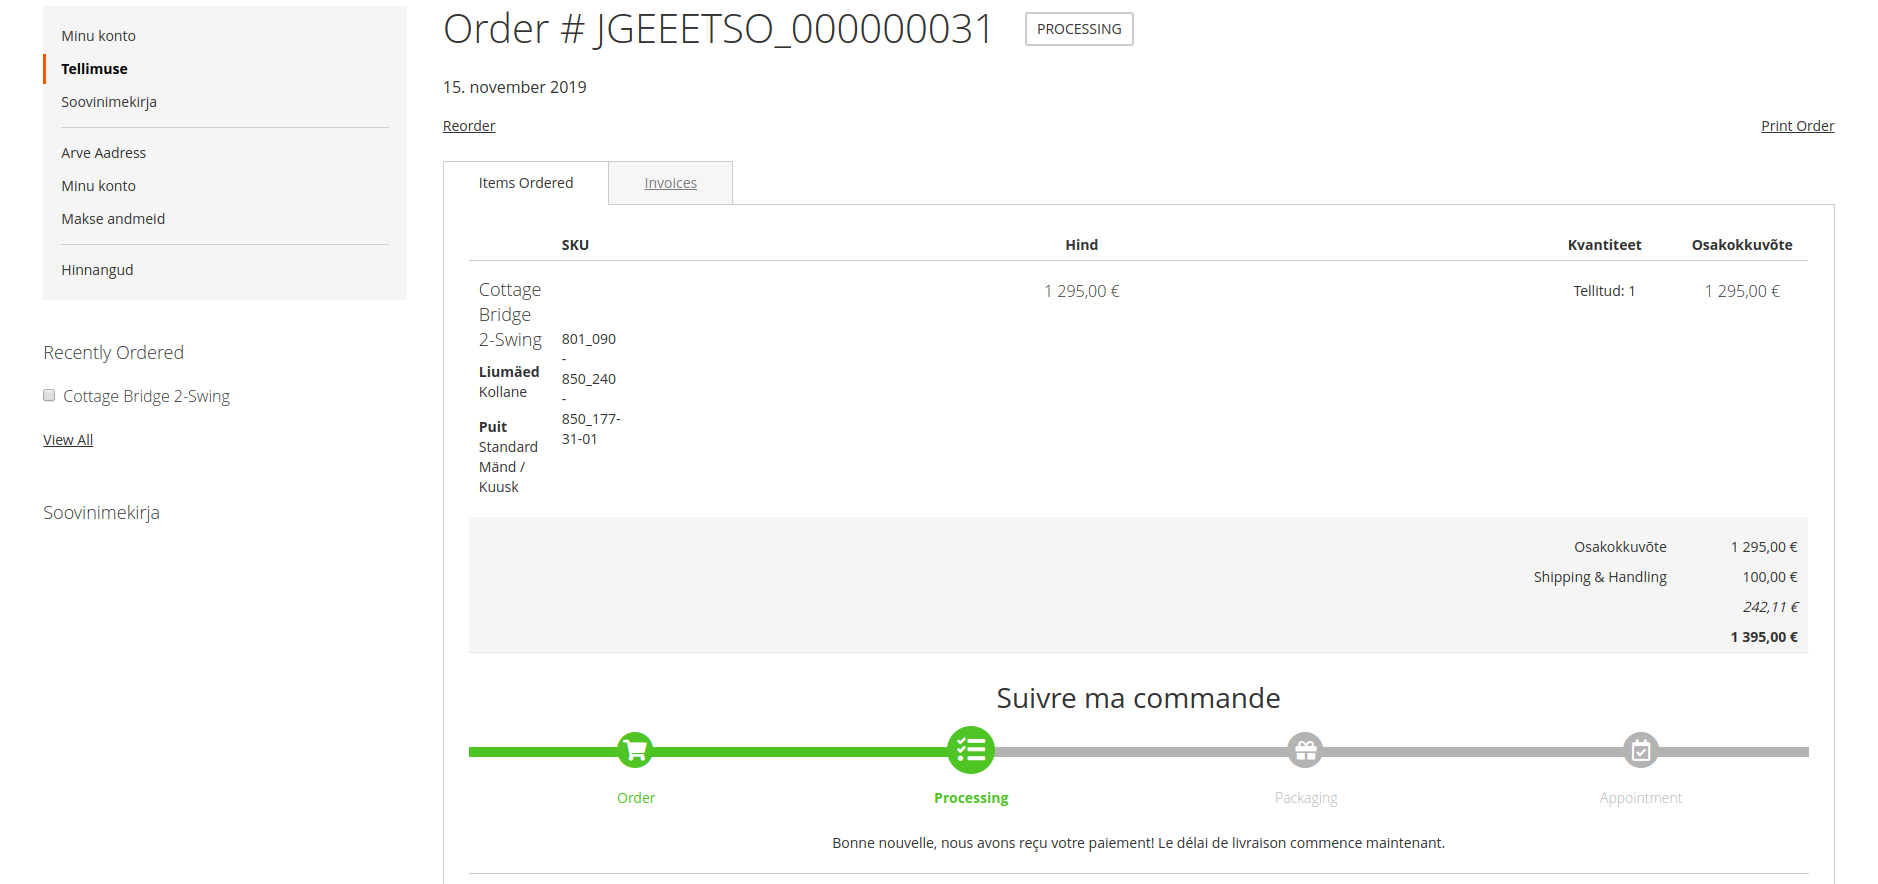 Minu konto
Tellimuse
Soovinimekirja
Arve Aadress
Minu konto
Makse andmeid
Hinnangud
Recently Ordered
Cottage Bridge 2-Swing
View All
Soovinimekirja
Order # JGEEETSO_000000031 PROCESSING
15. november 2019
Reorder Print Order
Items Ordered Invoices
SKU Hind Kvantiteet Osakokkuvõte
Cottage
Bridge
2-Swing
Liumäed
Kollane
Puit
Standard
Mänd /
Kuusk
801_090
-
850_240
-
850_177-
31-01
1 295,00 € Tellitud: 1 1 295,00 €
Osakokkuvõte 1 295,00 €
Shipping & Handling 100,00 €
242,11 €
1 395,00 €
Suivre ma commande
Order Processing Packaging Appointment
Bonne nouvelle, nous avons reçu votre paiement! Le délai de livraison commence maintenant.